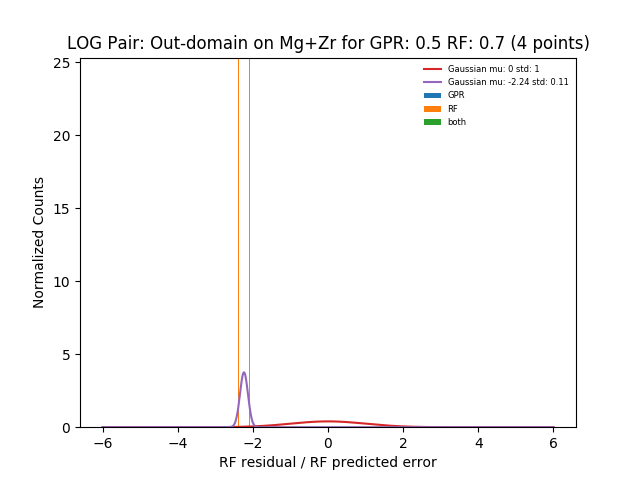 LOG Pair: Out-domain on Mg+Zr for GPR: 0.5 RF: 0.7 (4 points)
Gaussian mu: 0 std: 1
Gaussian mu: -2.24 std: 0.11
GPR
RF
both
25
20
15
10
5
0
Normalized Counts
−6 −4 −2 0 2 4 6
RF residual / RF predicted error